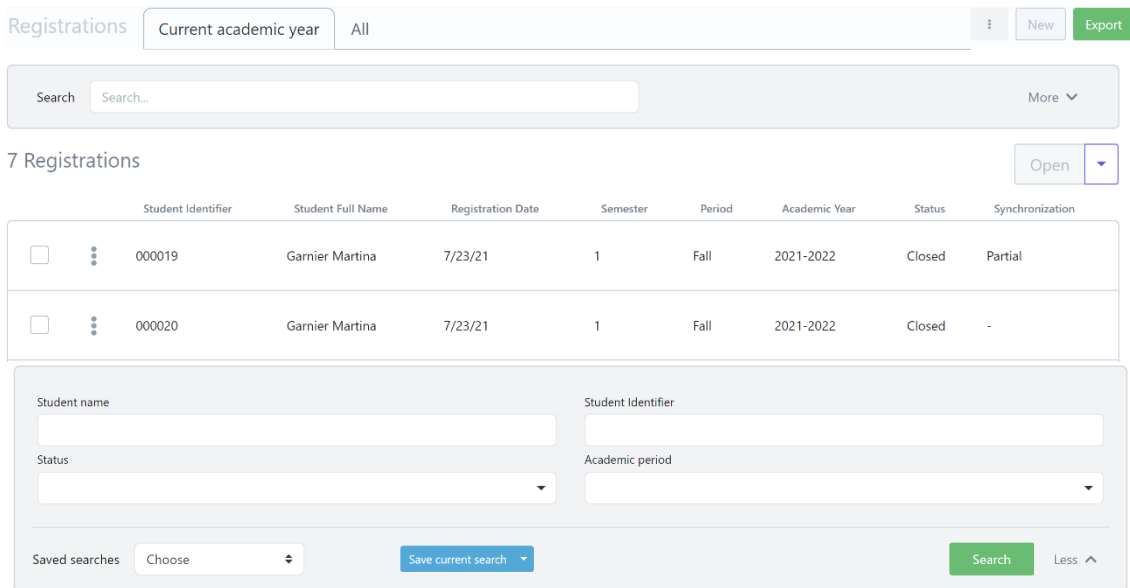 Registrations Current academic year All New Export
Search Search... More
7 Registrations Open
Student Identifier Student Full Name Registration Date Semester Period Academic Year Status Synchronization
000019 Garnier Martina 7/23/21 1 Fall 2021-2022 Closed Partial
000020 Garnier Martina 7/23/21 1 Fall 2021-2022 Closed -
Student name Student Identifier
Status Academic period
Saved searches Choose Save current search Search Less